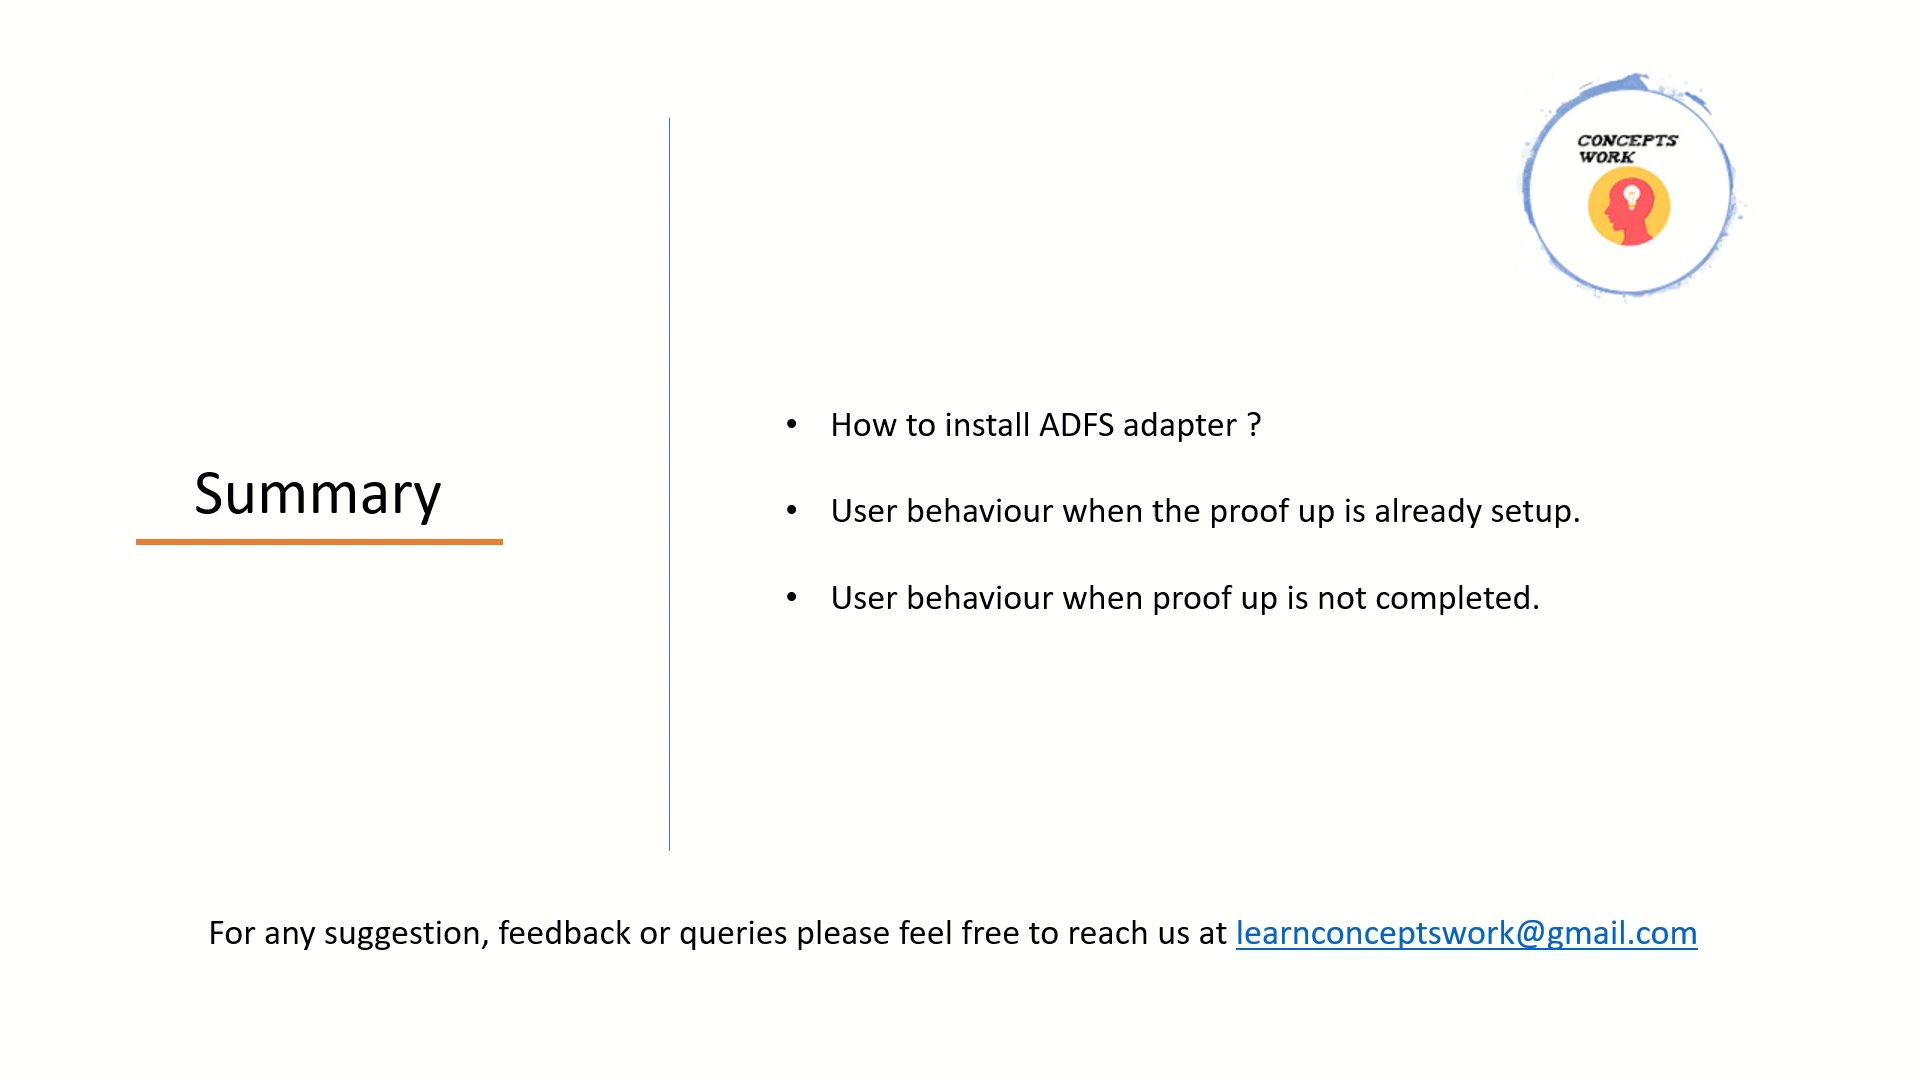 CONCEPTS
WORK
Summary
• How to install ADFS adapter ?
• User behaviour when the proof up is already setup.
• User behaviour when proof up is not completed.
For any suggestion, feedback or queries please feel free to reach us at learnconceptswork@gmail.com